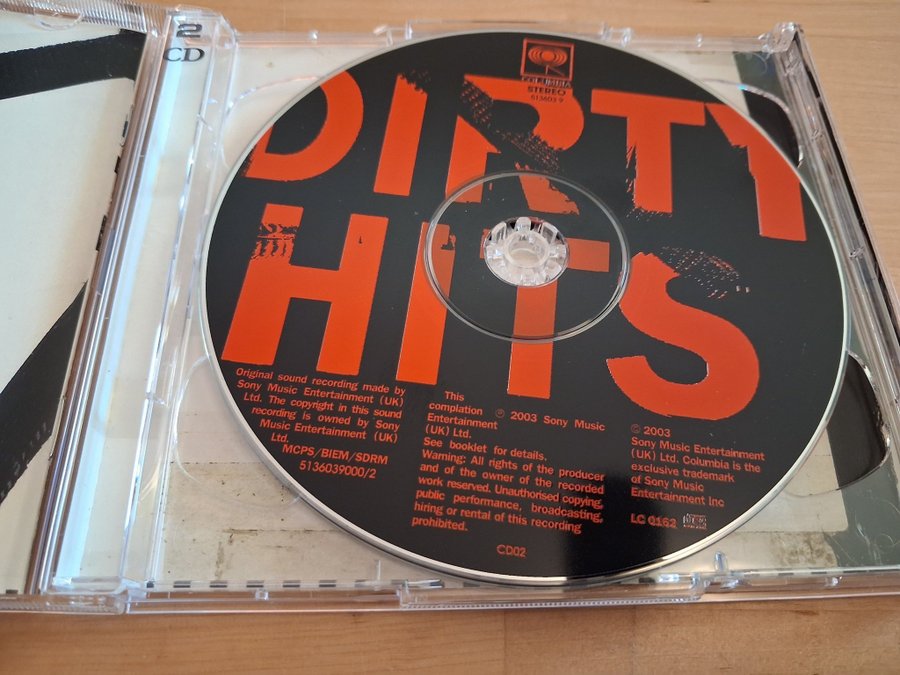 2
CD
COLUMBIA
STEREO
513603 9
DIRTY
HITS
Original sound recording made by
Sony Music Entertainment (UK)
Ltd. The copyright in this sound
recording is owned by Sony
Music Entertainment (UK)
Ltd.
MCPS/BIEM/SDRM
5136039000/2
This
complation ℗ 2003 Sony Music
Entertainment
(UK) Ltd.
See booklet for details.
Warning: All rights of the producer
and of the owner of the recorded
work reserved. Unauthorised copying,
public performance, broadcasting,
hiring or rental of this recording
prohibited.
© 2003
Sony Music Entertainment
(UK) Ltd. Columbia is the
exclusive trademark
of Sony Music
Entertainment Inc
LC 0162
CD02